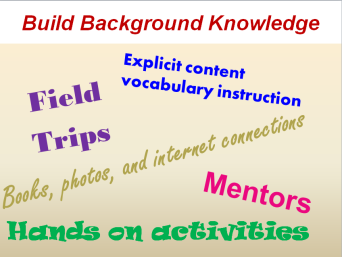 Build Background Knowledge
Explicit content
vocabulary instruction
Field
Trips
Books, photos, and internet connections
Mentors
Hands on activities